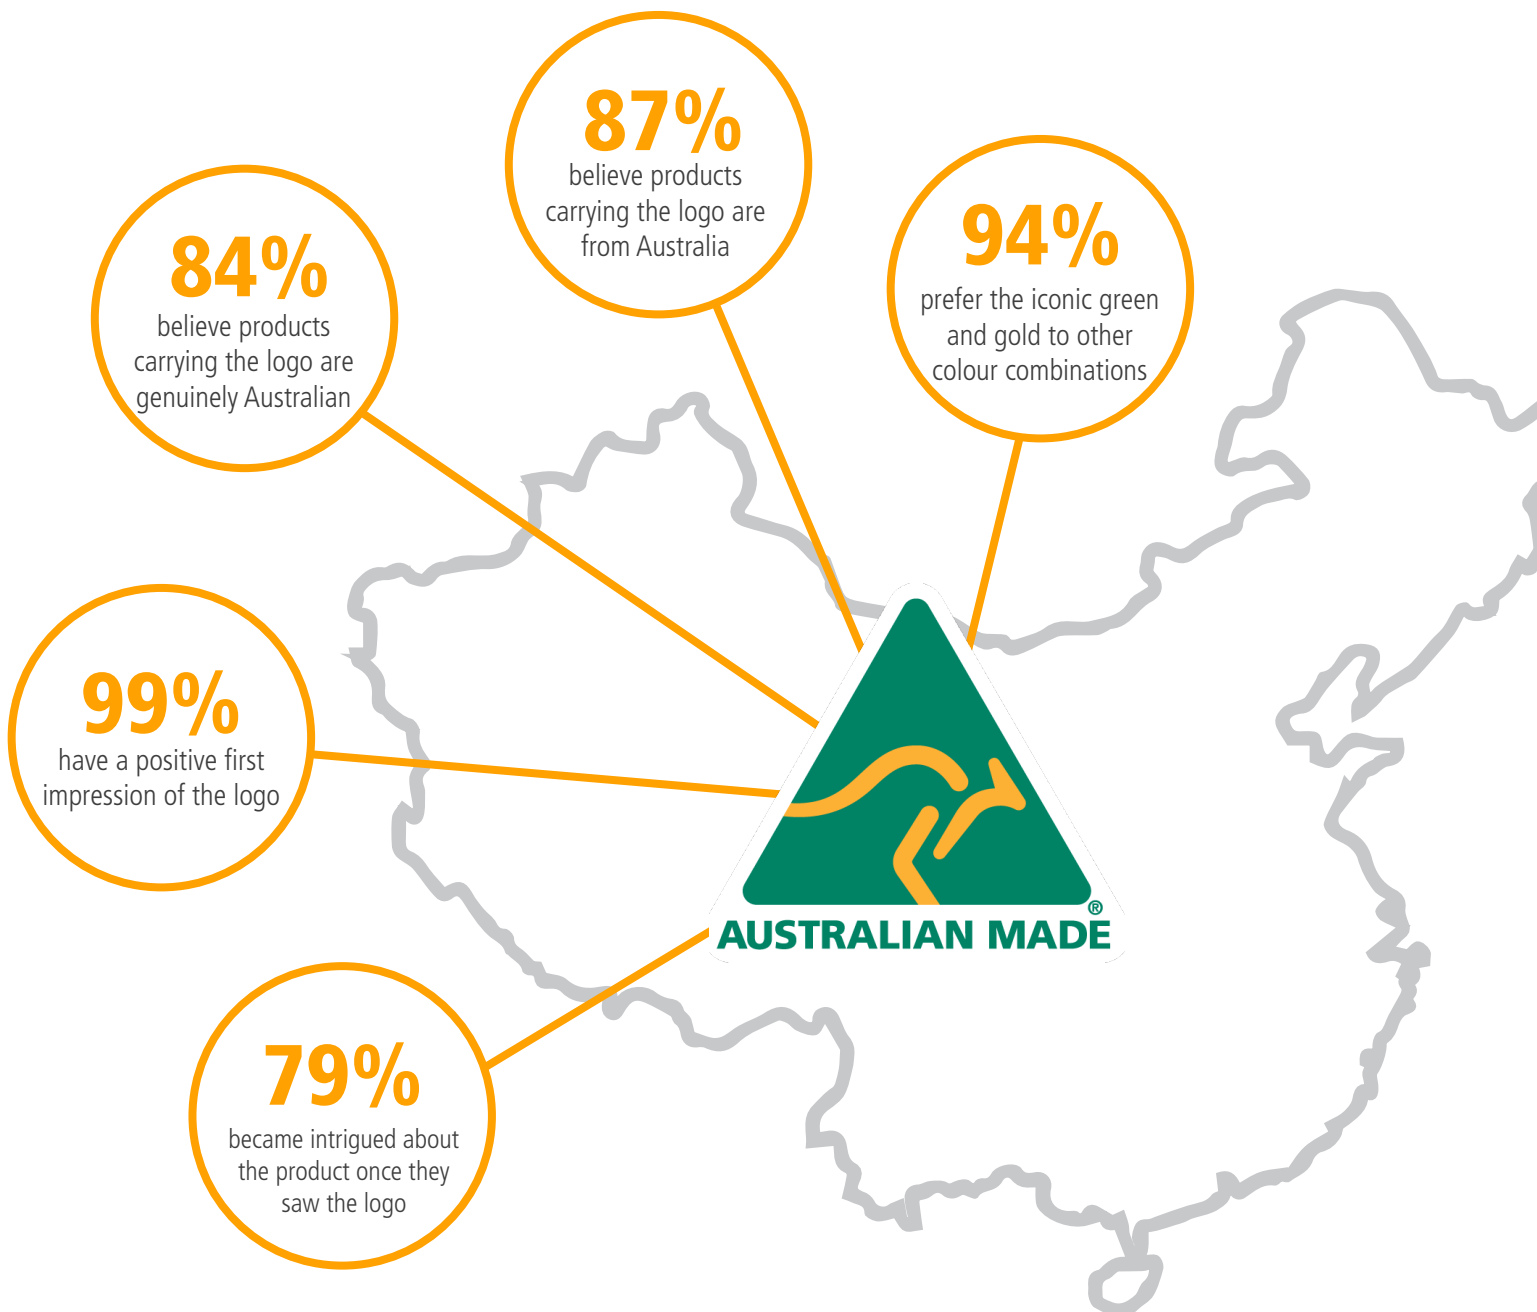 87%
believe products
carrying the logo are
from Australia
84%
believe products
carrying the logo are
genuinely Australian
94%
prefer the iconic green
and gold to other
colour combinations
99%
have a positive first
impression of the logo
®
AUSTRALIAN MADE
79%
became intrigued about
the product once they
saw the logo